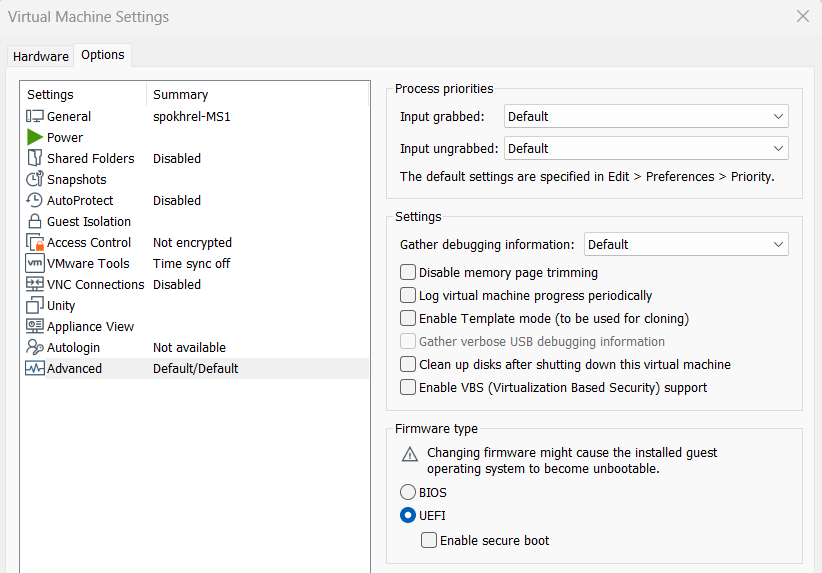 Virtual Machine Settings
Hardware
Options
Settings Summary
General spokhrel-MS1
Power
Shared Folders Disabled
Snapshots
AutoProtect Disabled
Guest Isolation
Access Control Not encrypted
vm VMware Tools Time sync off
VNC Connections Disabled
Unity
Appliance View
Autologin Not available
Advanced Default/Default
Process priorities
Input grabbed: Default
Input ungrabbed: Default
The default settings are specified in Edit > Preferences > Priority.
Settings
Gather debugging information: Default
Disable memory page trimming
Log virtual machine progress periodically
Enable Template mode (to be used for cloning)
Gather verbose USB debugging information
Clean up disks after shutting down this virtual machine
Enable VBS (Virtualization Based Security) support
Firmware type
Changing firmware might cause the installed guest
operating system to become unbootable.
BIOS
UEFI
Enable secure boot